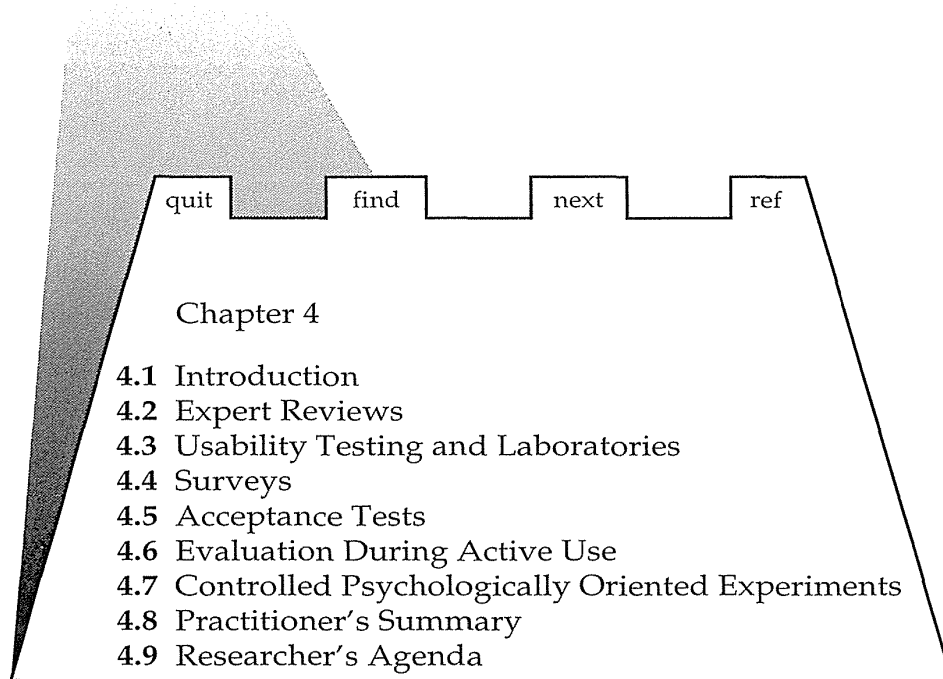 quit find next ref
Chapter 4
4.1 Introduction
4.2 Expert Reviews
4.3 Usability Testing and Laboratories
4.4 Surveys
4.5 Acceptance Tests
4.6 Evaluation During Active Use
4.7 Controlled Psychologically Oriented Experiments
4.8 Practitioner's Summary
4.9 Researcher's Agenda